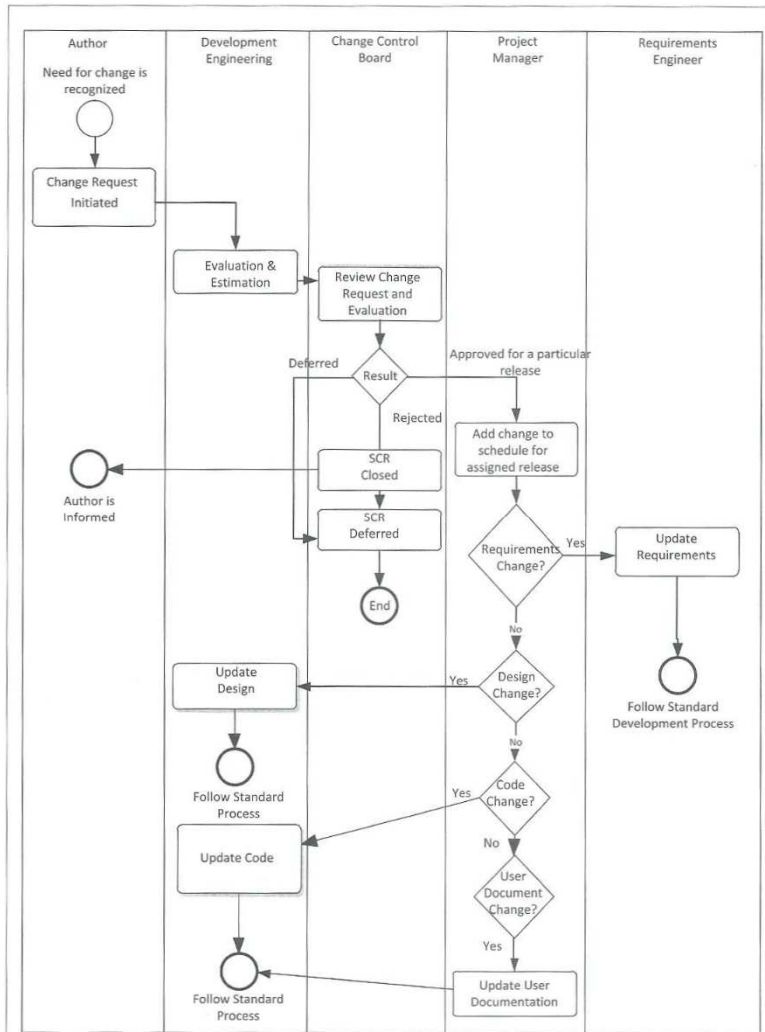 Author
Development
Engineering
Change Control
Board
Project
Manager
Requirements
Engineer
Need for change is
recognized
Change Request
Initiated
Evaluation &
Estimation
Review Change
Request and
Evaluation
Deferred
Result
Approved for a particular
release
Rejected
Add change to
schedule for
assigned release
SCR
Closed
Author is
Informed
SCR
Deferred
Requirements
Change?
Yes
Update
Requirements
End
No
Update
Design
Yes
Design
Change?
Follow Standard
Development Process
No
Follow Standard
Process
Yes
Code
Change?
Update Code
No
User
Document
Change?
Yes
Follow Standard
Process
Update User
Documentation